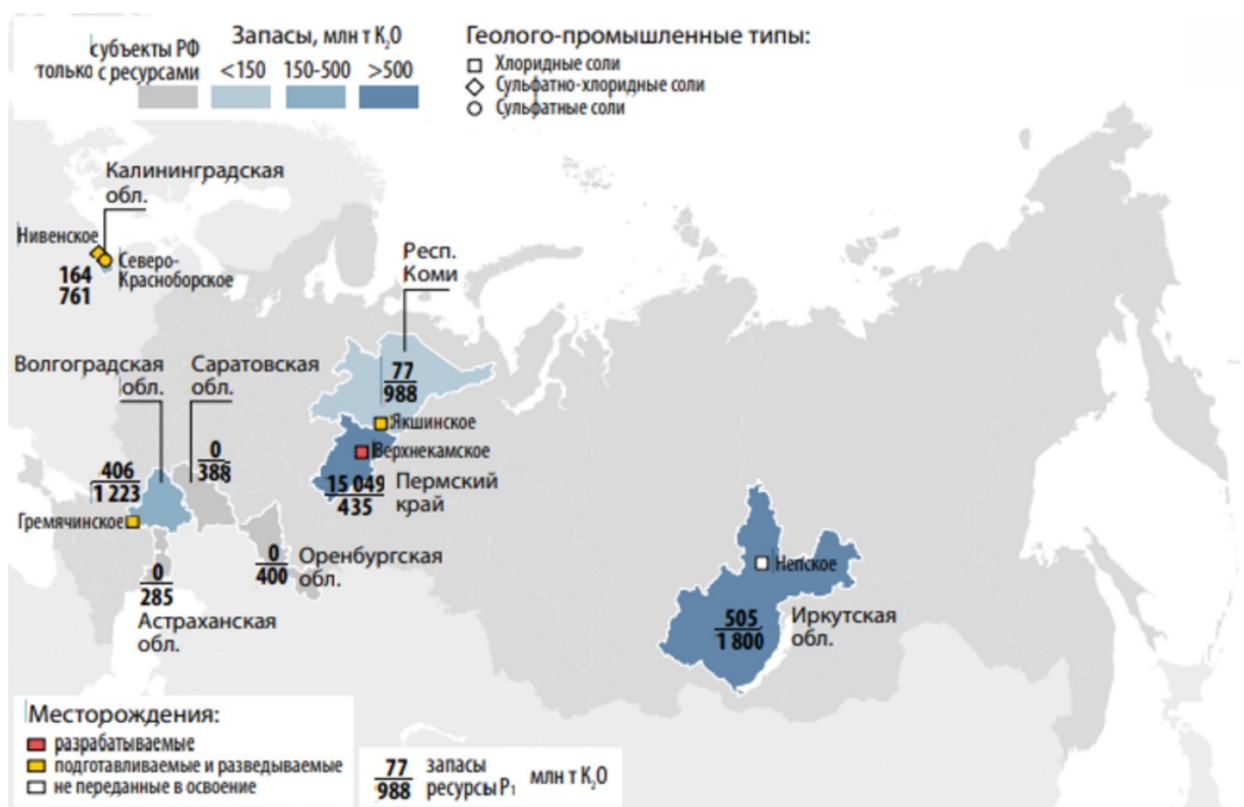 субъекты РФ
только с ресурсами
Запасы, млн т K₂O
<150 150-500 >500
Геолого-промышленные типы:
Хлоридные соли
Сульфатно-хлоридные соли
Сульфатные соли
Калининградская
обл.
Нивенское
Северо-
Красноборское
164
761
Респ.
Коми
77
988
Якшинское
Верхнекамское
15 049
435
Пермский
край
Волгоградская
обл.
Саратовская
обл.
0
388
406
1 223
Гремячинское
0
400
Оренбургская
обл.
0
285
Астраханская
обл.
Непское
505
1 800
Иркутская
обл.
Месторождения:
разрабатываемые
подготавливаемые и разведываемые
не переданные в освоение
77
988
запасы
ресурсы P₁
млн т K₂O